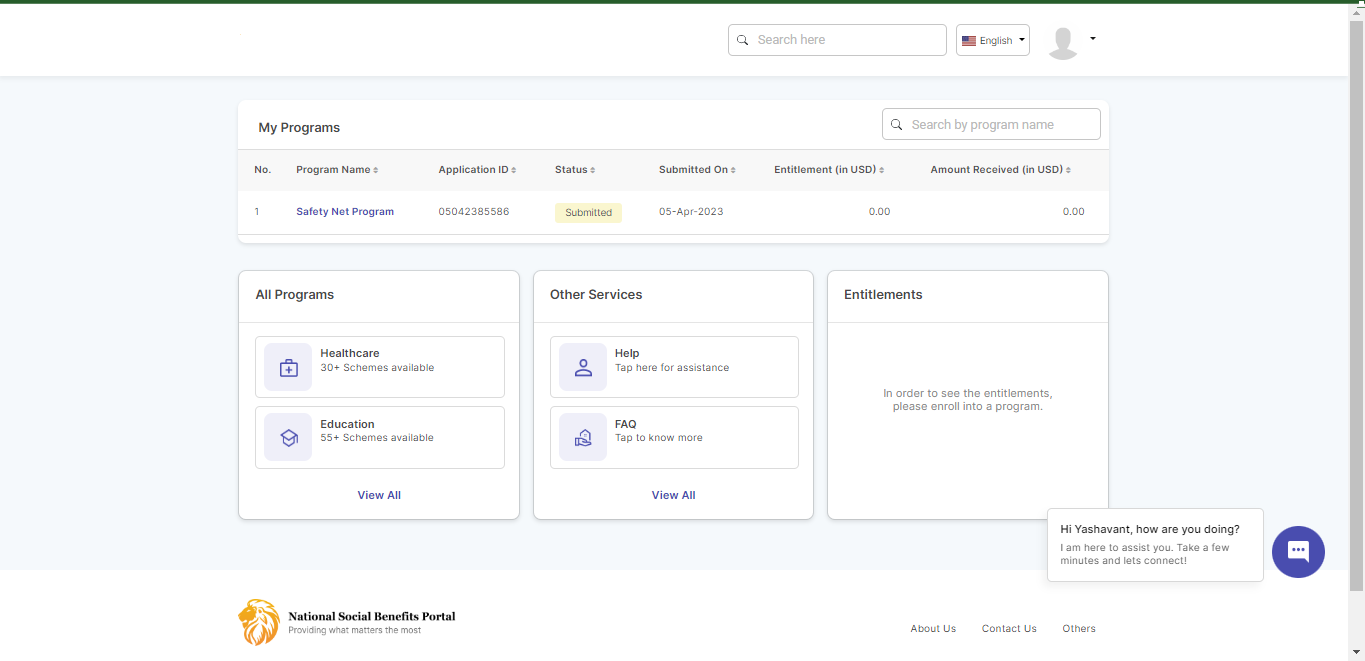 Search here
English
My Programs
Search by program name
No. Program Name Application ID Status Submitted On Entitlement (in USD) Amount Received (in USD)
1 Safety Net Program 05042385586 Submitted 05-Apr-2023 0.00 0.00
All Programs
Healthcare
30+ Schemes available
Education
55+ Schemes available
View All
Other Services
Help
Tap here for assistance
FAQ
Tap to know more
View All
Entitlements
In order to see the entitlements,
please enroll into a program.
Hi Yashavant, how are you doing?
I am here to assist you. Take a few
minutes and lets connect!
National Social Benefits Portal
Providing what matters the most
About Us Contact Us Others